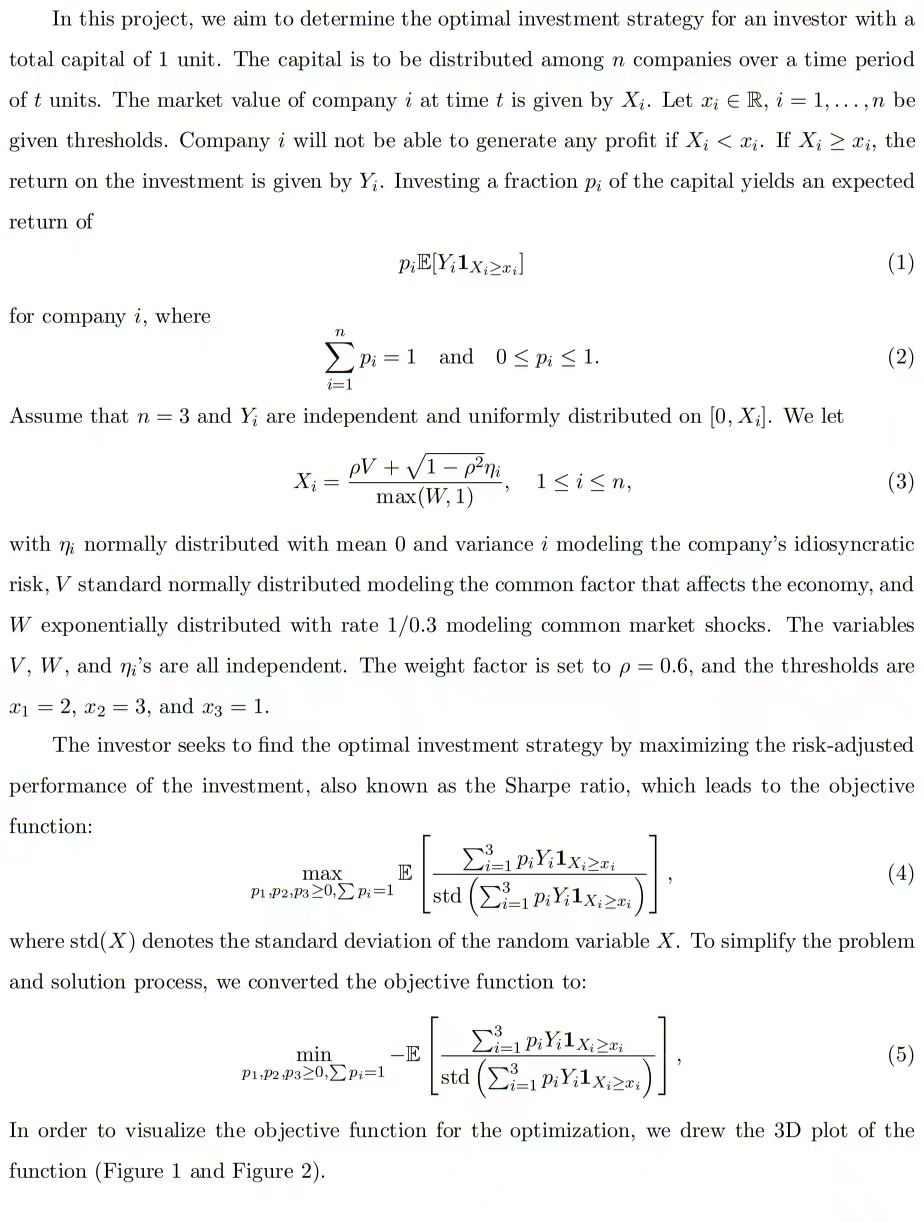 In this project, we aim to determine the optimal investment strategy for an investor with a
total capital of 1 unit. The capital is to be distributed among $n$ companies over a time period
of $t$ units. The market value of company $i$ at time $t$ is given by $X_i$. Let $x_i \in \mathbb{R}$, $i = 1, \ldots, n$ be
given thresholds. Company $i$ will not be able to generate any profit if $X_i < x_i$. If $X_i \geq x_i$, the
return on the investment is given by $Y_i$. Investing a fraction $p_i$ of the capital yields an expected
return of
$p_i \mathbb{E}[Y_i \mathbf{1}_{X_i \geq x_i}]$ (1)
for company $i$, where
$\sum_{i=1}^{n} p_i = 1 \quad \text{and} \quad 0 \leq p_i \leq 1.$ (2)
Assume that $n = 3$ and $Y_i$ are independent and uniformly distributed on $[0, X_i]$. We let
$X_i = \frac{\rho V + \sqrt{1 - \rho^2} \eta_i}{\max(W, 1)}, \quad 1 \leq i \leq n,$ (3)
with $\eta_i$ normally distributed with mean 0 and variance $i$ modeling the company's idiosyncratic
risk, $V$ standard normally distributed modeling the common factor that affects the economy, and
$W$ exponentially distributed with rate $1/0.3$ modeling common market shocks. The variables
$V$, $W$, and $\eta_i$'s are all independent. The weight factor is set to $\rho = 0.6$, and the thresholds are
$x_1 = 2$, $x_2 = 3$, and $x_3 = 1$.
The investor seeks to find the optimal investment strategy by maximizing the risk-adjusted
performance of the investment, also known as the Sharpe ratio, which leads to the objective
function:
$\max_{p_1, p_2, p_3 \geq 0, \sum p_i = 1} \mathbb{E} \left[ \frac{\sum_{i=1}^{3} p_i Y_i \mathbf{1}_{X_i \geq x_i}}{\text{std} \left( \sum_{i=1}^{3} p_i Y_i \mathbf{1}_{X_i \geq x_i} \right)} \right],$ (4)
where std$(X)$ denotes the standard deviation of the random variable $X$. To simplify the problem
and solution process, we converted the objective function to:
$\min_{p_1, p_2, p_3 \geq 0, \sum p_i = 1} -\mathbb{E} \left[ \frac{\sum_{i=1}^{3} p_i Y_i \mathbf{1}_{X_i \geq x_i}}{\text{std} \left( \sum_{i=1}^{3} p_i Y_i \mathbf{1}_{X_i \geq x_i} \right)} \right],$ (5)
In order to visualize the objective function for the optimization, we drew the 3D plot of the
function (Figure 1 and Figure 2).